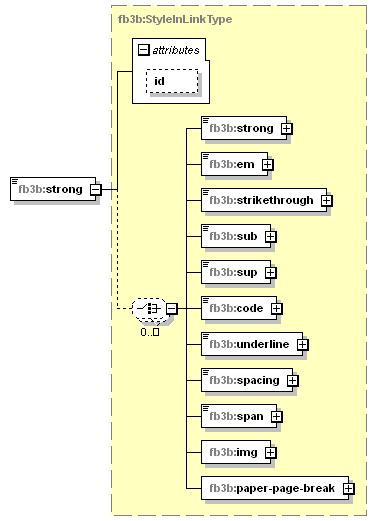 fb3b:StyleInLinkType
attributes
id
fb3b:strong
fb3b:strong
fb3b:em
fb3b:strikethrough
fb3b:sub
fb3b:sup
fb3b:code
0..□
fb3b:underline
fb3b:spacing
fb3b:span
fb3b:img
fb3b:paper-page-break